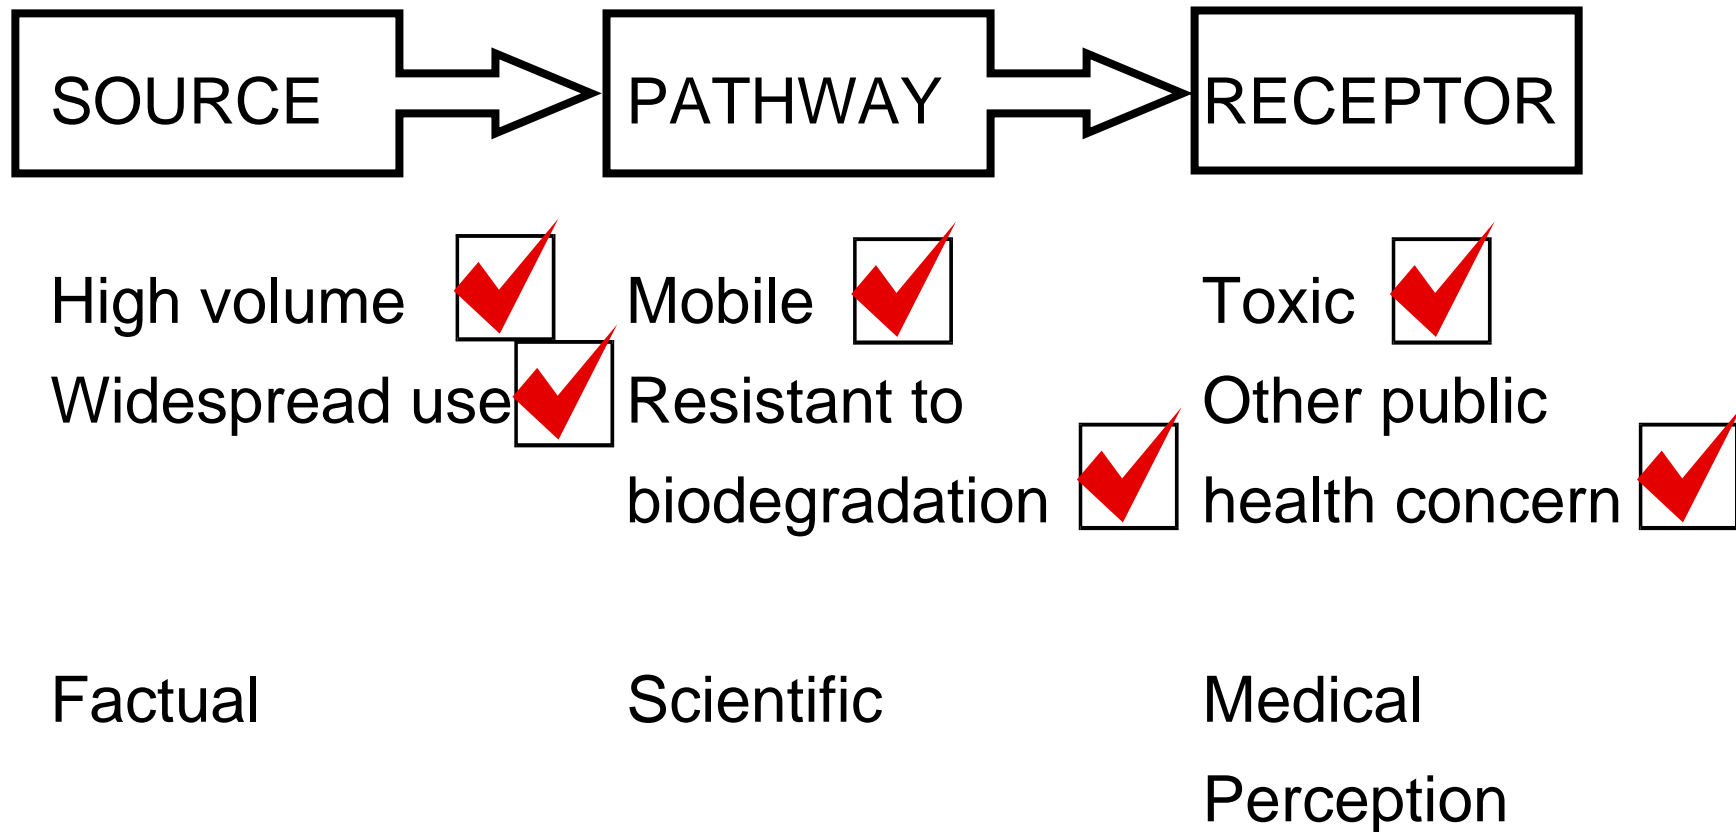 SOURCE PATHWAY RECEPTOR
High volume Mobile Toxic
Widespread use Resistant to Other public
biodegradation health concern
Factual Scientific Medical
Perception